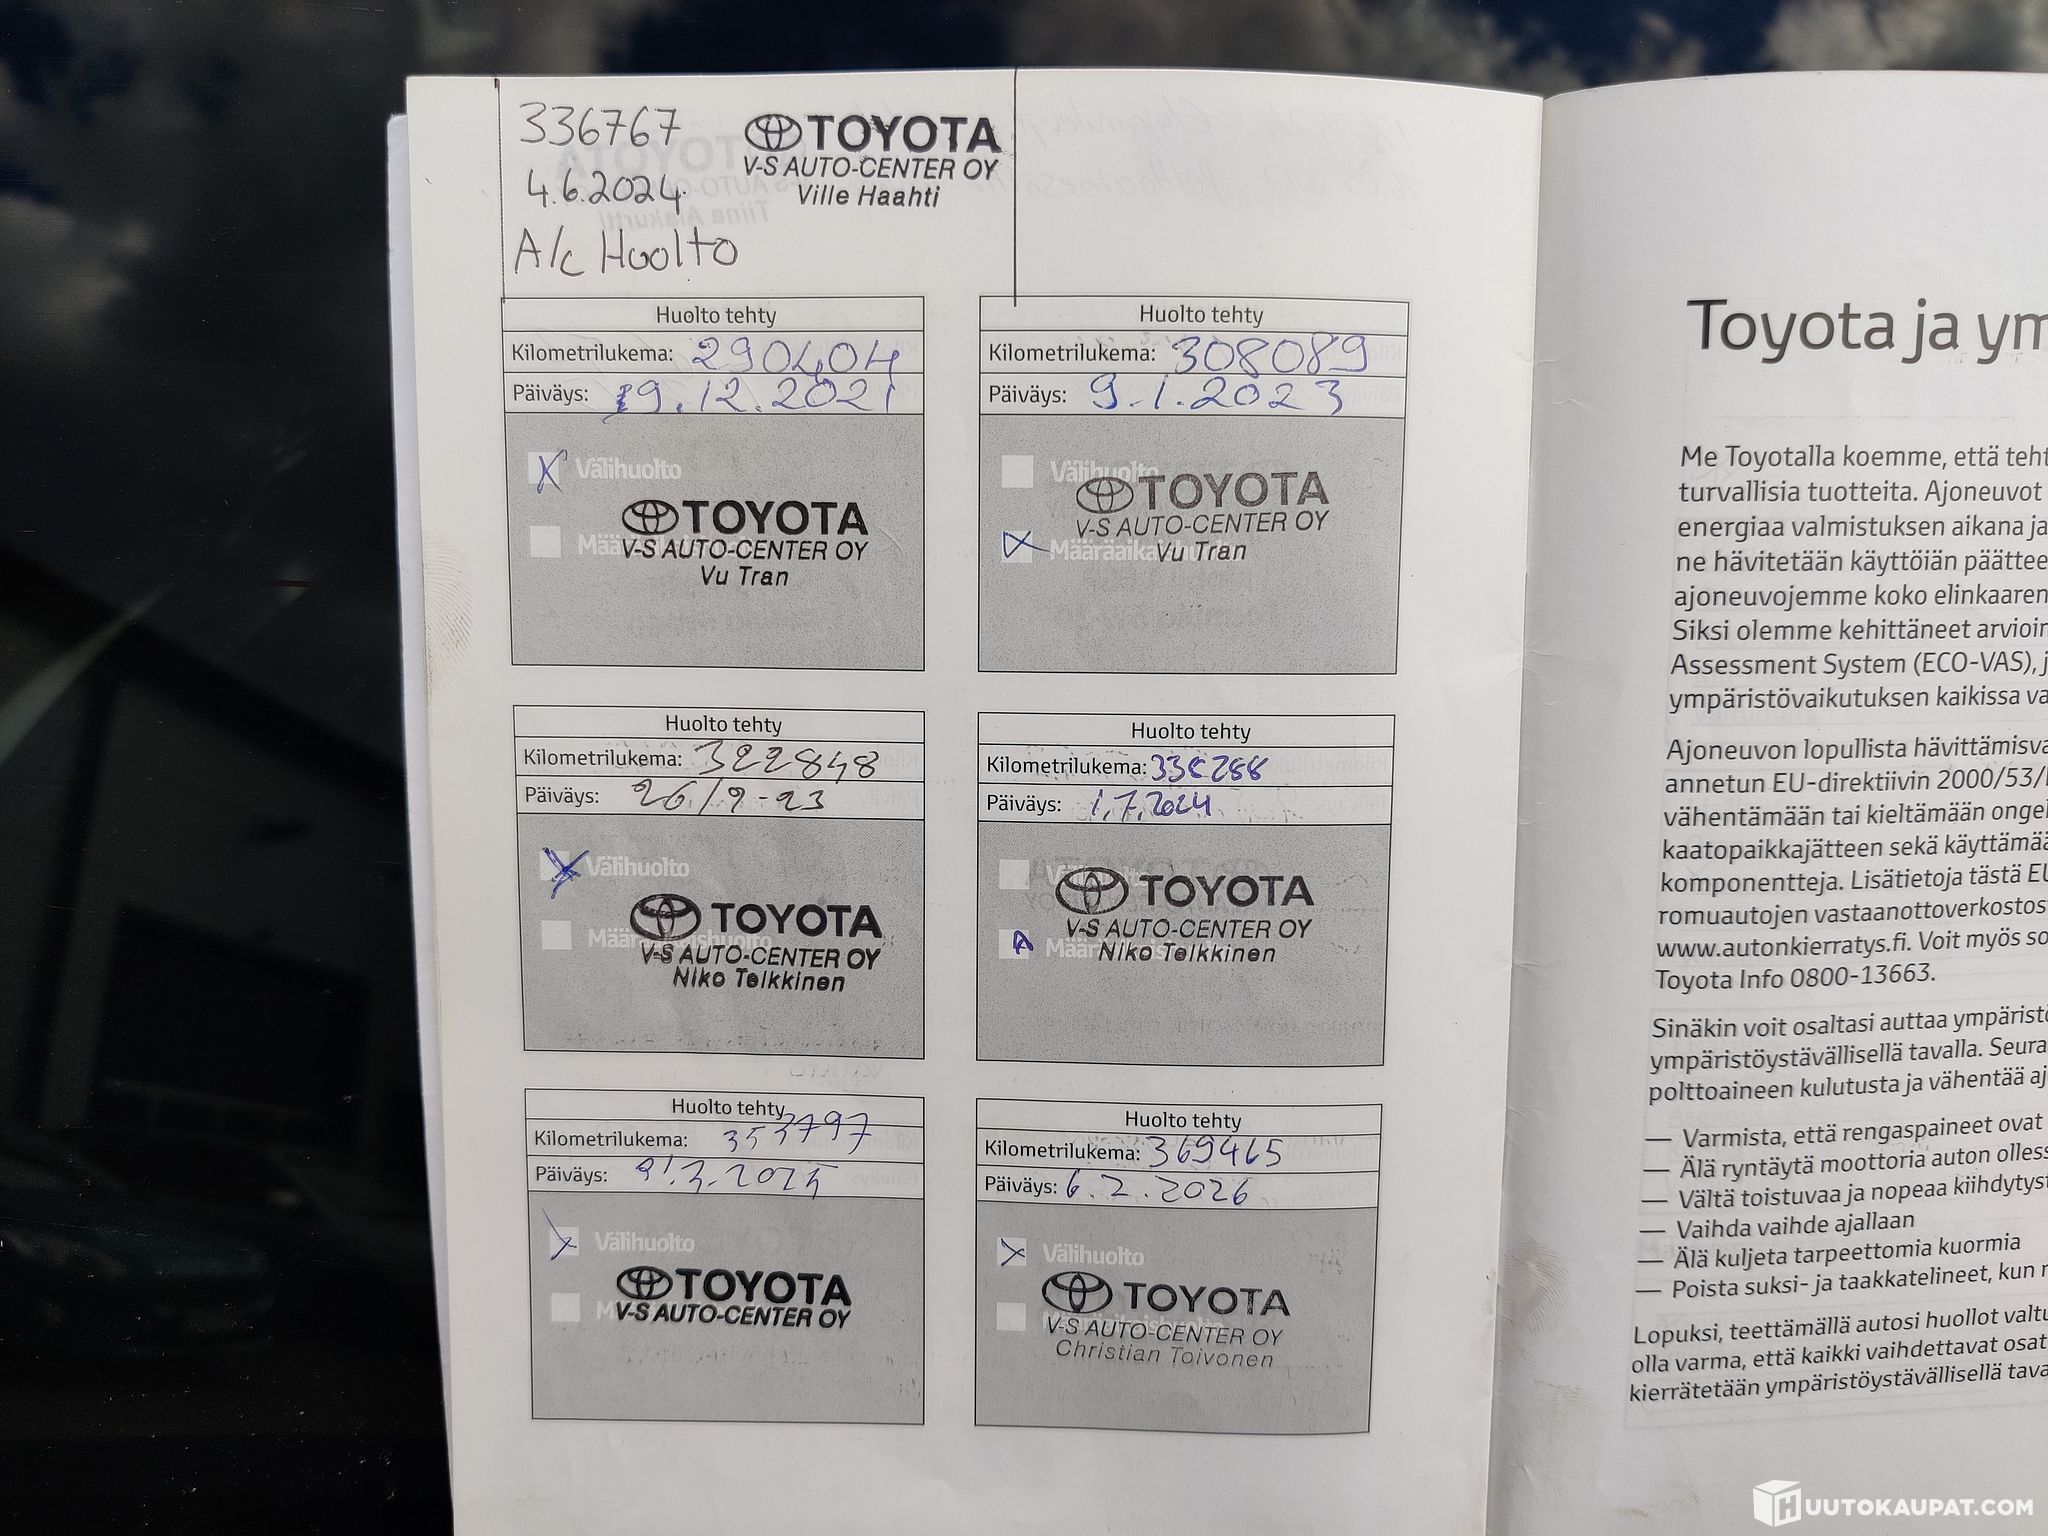 336767
4.6.2024
A/c Huolto
TOYOTA
V-S AUTO-CENTER OY
Ville Haahti
Huolto tehty
Kilometrilukema: 290404
Päiväys: 19.12.2021
Välihuolto
TOYOTA
V-S AUTO-CENTER OY
Vu Tran
Huolto tehty
Kilometrilukema: 308089
Päiväys: 9.1.2023
Välihuolto
TOYOTA
V-S AUTO-CENTER OY
Määräaikaishuolto
Vu Tran
Huolto tehty
Kilometrilukema: 322848
Päiväys: 26/9-23
Välihuolto
TOYOTA
Määräaikaishuolto
V-S AUTO-CENTER OY
Niko Telkkinen
Huolto tehty
Kilometrilukema: 338288
Päiväys: 1.7.2024
TOYOTA
V-S AUTO-CENTER OY
Niko Telkkinen
Huolto tehty
Kilometrilukema: 353797
Päiväys:
Välihuolto
TOYOTA
V-S AUTO-CENTER OY
Huolto tehty
Kilometrilukema: 369465
Päiväys: 6.2.2026
Välihuolto
TOYOTA
Määräaikaishuolto
V-S AUTO-CENTER OY
Christian Toivonen
Toyota ja ym
Me Toyotalla koemme, että teht
turvallisia tuotteita. Ajoneuvot
energiaa valmistuksen aikana ja
ne hävitetään käyttöiän päättee
ajoneuvojemme koko elinkaaren
Siksi olemme kehittäneet arvioin
Assessment System (ECO-VAS), j
ympäristövaikutuksen kaikissa va
Ajoneuvon lopullista hävittämisva
annetun EU-direktiivin 2000/53/
vähentämään tai kieltämään ongel
kaatopaikkajätteen sekä käyttämää
komponentteja. Lisätietoja tästä EU
romuautojen vastaanottoverkostos
www.autonkierratys.fi. Voit myös so
Toyota Info 0800-13663.
Sinäkin voit osaltasi auttaa ympäristö
ympäristöystävällisellä tavalla. Seura
polttoaineen kulutusta ja vähentää aj
— Varmista, että rengaspaineet ovat
— Älä ryntäytä moottoria auton olless
— Vältä toistuvaa ja nopeaa kiihdytyst
— Vaihda vaihde ajallaan
— Älä kuljeta tarpeettomia kuormia
— Poista suksi- ja taakkatelineet, kun
Lopuksi, teettämällä autosi huollot valtu
olla varma, että kaikki vaihdettavat osat
kierrätetään ympäristöystävällisellä tava
HUUTOKAUPAT.COM